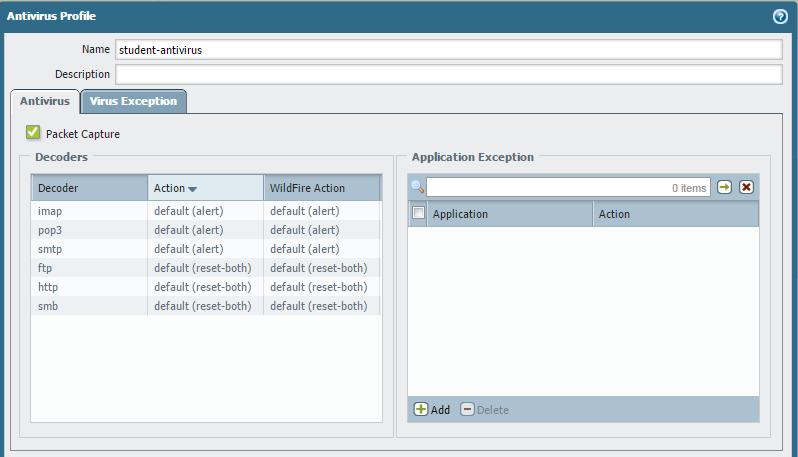 Antivirus Profile
Name student-antivirus
Description
Antivirus Virus Exception
Packet Capture
Decoders
Decoder Action WildFire Action
imap default (alert) default (alert)
pop3 default (alert) default (alert)
smtp default (alert) default (alert)
ftp default (reset-both) default (reset-both)
http default (reset-both) default (reset-both)
smb default (reset-both) default (reset-both)
Application Exception
0 items
Application Action
Add Delete